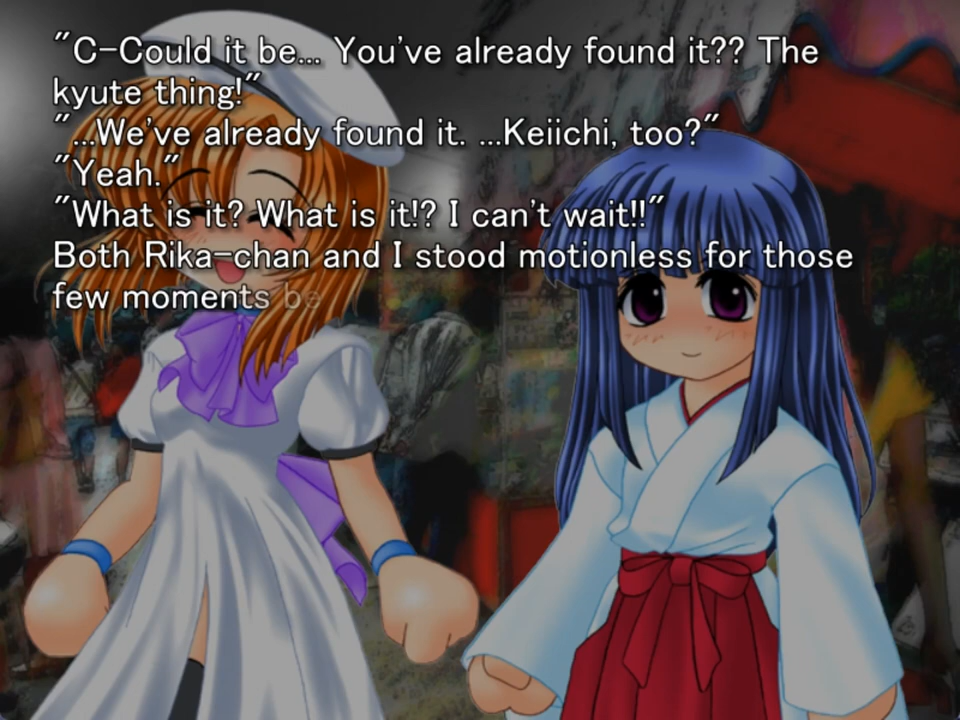 "C-Could it be... You've already found it?? The
kyute thing!"
"...We've already found it. ...Keiichi, too?"
"Yeah."
"What is it? What is it!? I can't wait!!"
Both Rika-chan and I stood motionless for those
few moments be